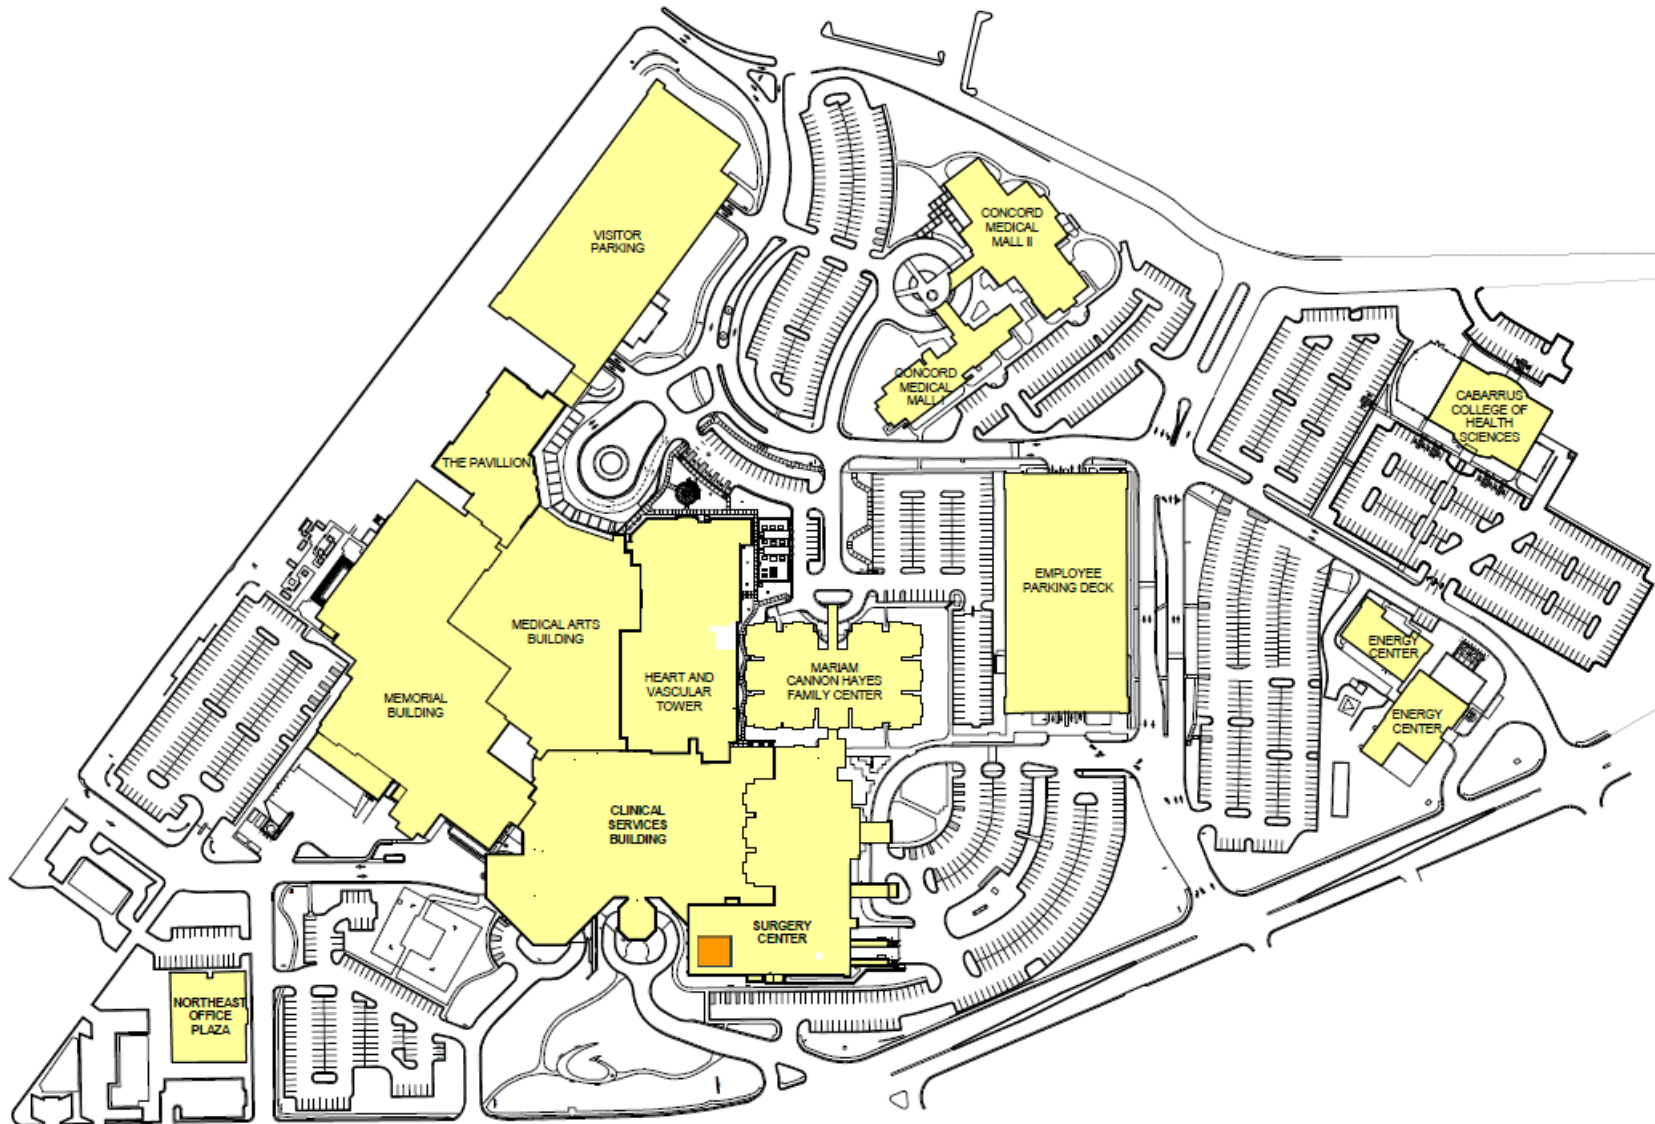 VISITOR
PARKING
CONCORD
MEDICAL
MALL II
CONCORD
MEDICAL
MALL I
CABARRUS
COLLEGE OF
HEALTH
SCIENCES
THE PAVILLION
EMPLOYEE
PARKING DECK
MEDICAL ARTS
BUILDING
HEART AND
VASCULAR
TOWER
MARIAM
CANNON HAYES
FAMILY CENTER
ENERGY
CENTER
MEMORIAL
BUILDING
ENERGY
CENTER
CLINICAL
SERVICES
BUILDING
SURGERY
CENTER
NORTHEAST
OFFICE
PLAZA